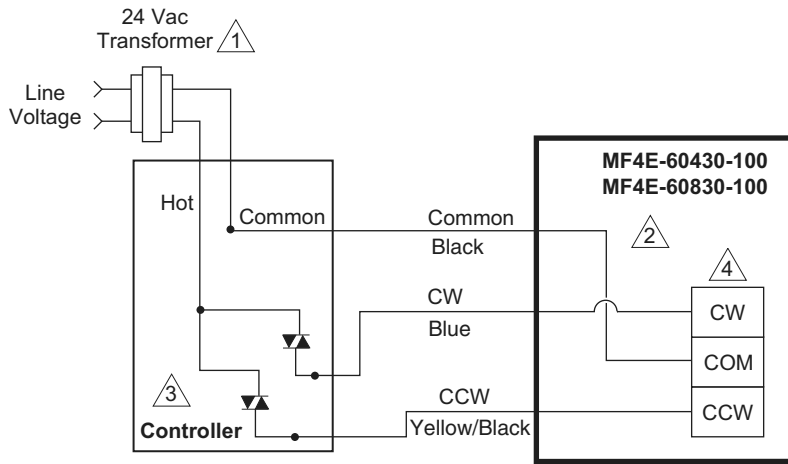 24 Vac
Transformer 1
Line
Voltage
MF4E-60430-100
MF4E-60830-100
Hot
Common
Common
Black
2
4
CW
Blue
CW
COM
3
CCW
CCW
Controller
Yellow/Black